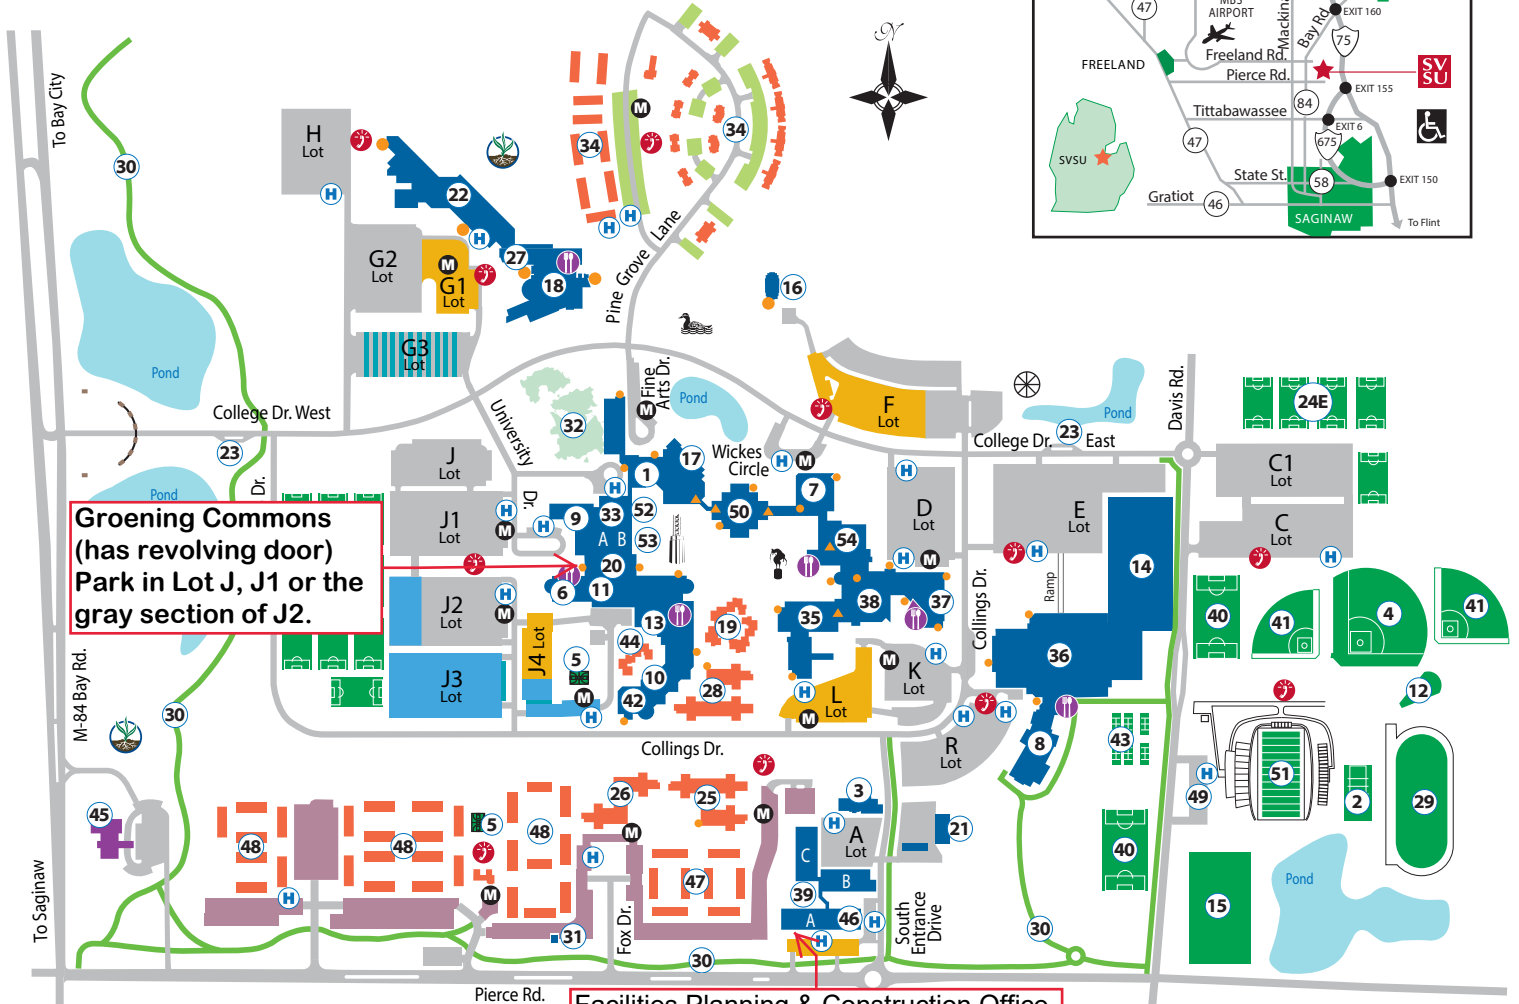 47
MBS
AIRPORT
Mackina
Bay Rd.
EXIT 160
75
Freeland Rd.
FREELAND
Pierce Rd.
SV
SU
EXIT 155
84
Tittabawassee
EXIT 6
47
675
SVSU
State St.
58
EXIT 150
Gratiot
46
SAGINAW
To Flint
N
To Bay City
30
H
Lot
H
M
34
34
22
H
H
H
Pine Grove Lane
G2
Lot
M
G1
Lot
27
18
16
G3
Lot
Pond
College Dr. West
23
University
Dr.
32
Fine
Arts Dr.
M
Pond
F
Lot
Pond
College Dr.
23
East
Davis Rd.
24E
J
Lot
1
17
Wickes
Circle
H
M
7
H
D
Lot
E
Lot
C1
Lot
C
Lot
H
Pond
Dr.
J1
Lot
H
M
H
H
9
33
52
A B
53
50
54
H
M
H
14
Groening Commons
(has revolving door)
Park in Lot J, J1 or the
gray section of J2.
20
6
11
J2
Lot
H
M
13
19
35
38
37
Collings Dr.
Ramp
40
41
4
41
36
M-84 Bay Rd.
J3
Lot
J4 Lot
44
5
M
H
10
42
28
H
L
Lot
M
M
K
Lot
H
H
H
R
Lot
8
43
12
30
Collings Dr.
H
49
51
2
29
45
48
48
5
48
26
25
M
M
3
H
A
Lot
21
40
H
M
H
47
C
B
39
A
46
H
H
15
Pond
To Saginaw
31
Fox Dr.
30
South
Entrance
Drive
30
Pierce Rd.
Facilities Planning & Construction Office